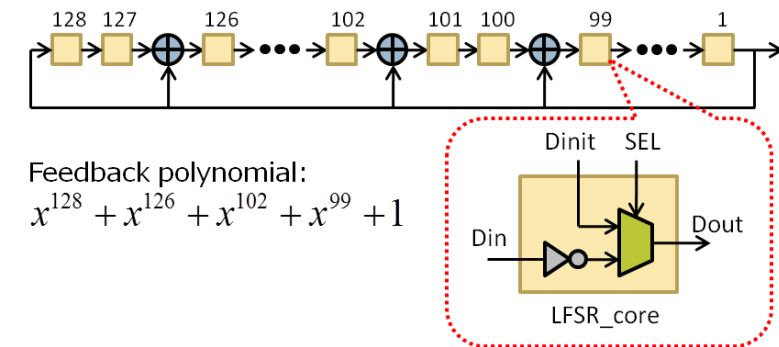 128 127 126 102 101 100 99 1
Feedback polynomial:
x^128 + x^126 + x^102 + x^99 + 1
Dinit SEL
Din Dout
LFSR_core